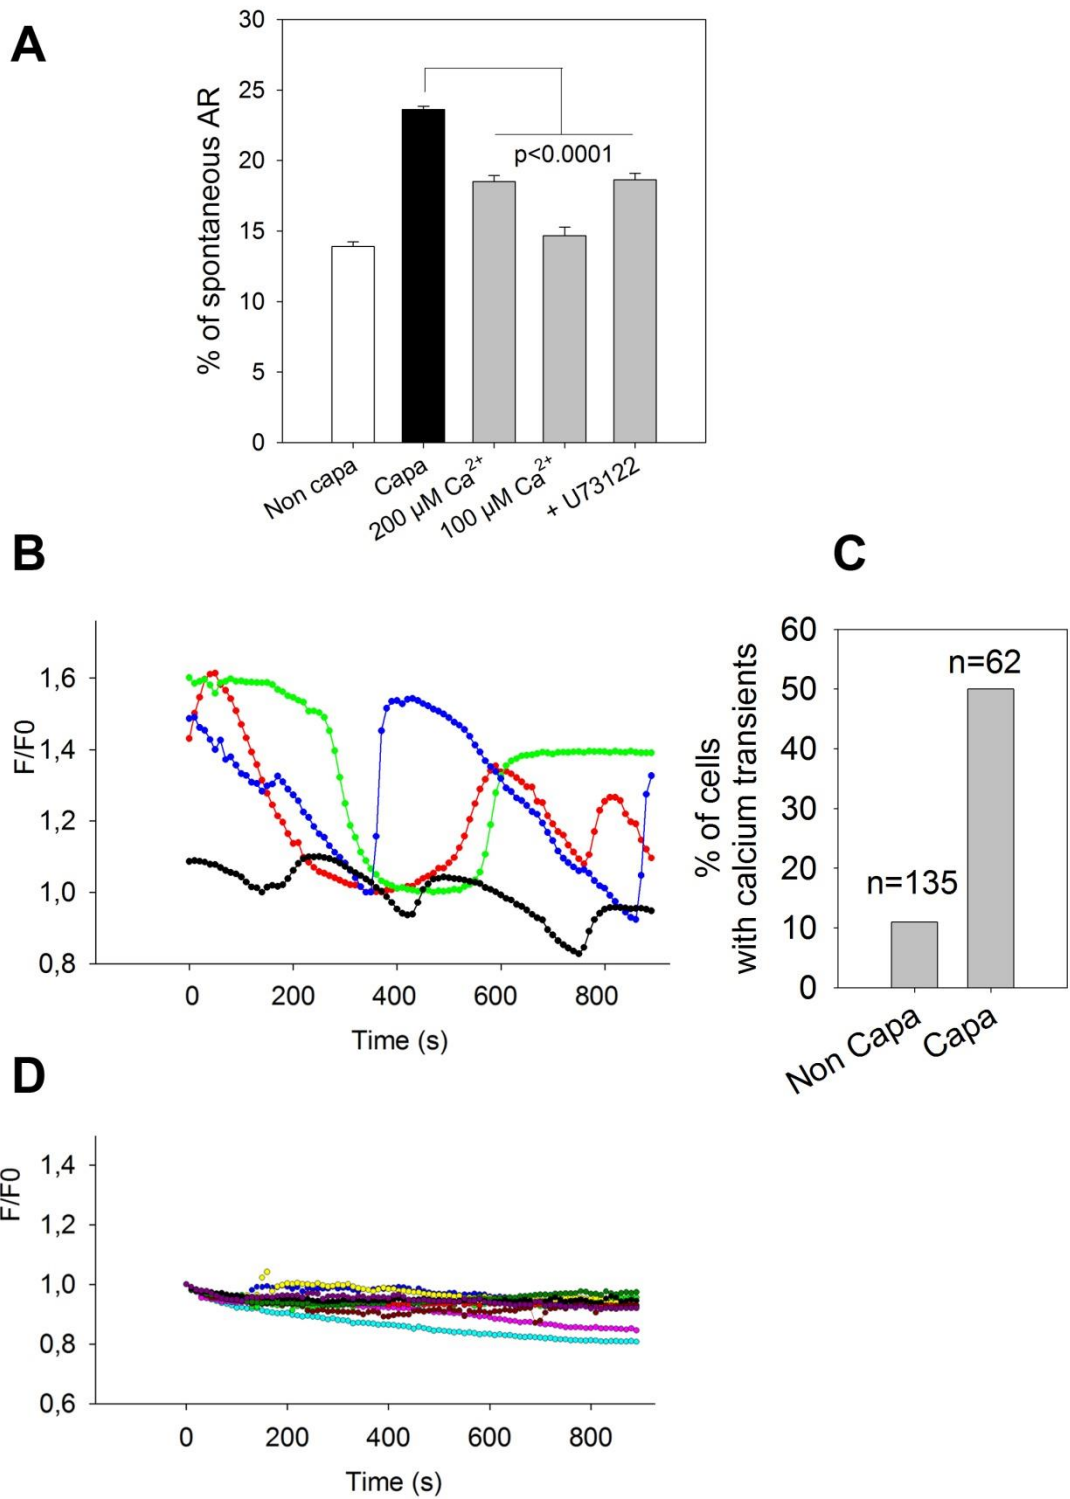 A
% of spontaneous AR
30
25
20
15
10
5
0
p<0.0001
Non capa
Capa
200 µM Ca²⁺
100 µM Ca²⁺
+ U73122
B
F/F0
1,6
1,4
1,2
1,0
0,8
0 200 400 600 800
Time (s)
C
% of cells
with calcium transients
60
50
40
30
20
10
0
n=135
n=62
Non Capa
Capa
D
F/F0
1,4
1,2
1,0
0,8
0,6
0 200 400 600 800
Time (s)